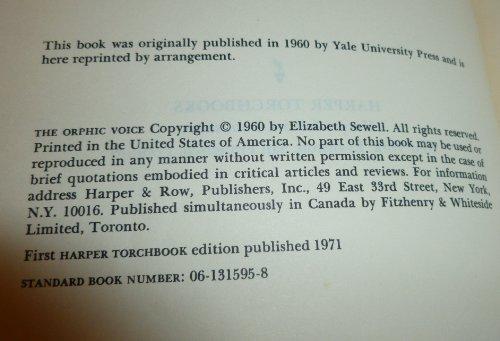 This book was originally published in 1960 by Yale University Press and is
here reprinted by arrangement.
HARPER TORCHBOOKS
THE ORPHIC VOICE Copyright © 1960 by Elizabeth Sewell. All rights reserved.
Printed in the United States of America. No part of this book may be used or
reproduced in any manner without written permission except in the case of
brief quotations embodied in critical articles and reviews. For information
address Harper & Row, Publishers, Inc., 49 East 33rd Street, New York,
N.Y. 10016. Published simultaneously in Canada by Fitzhenry & Whiteside
Limited, Toronto.
First HARPER TORCHBOOK edition published 1971
STANDARD BOOK NUMBER: 06-131595-8